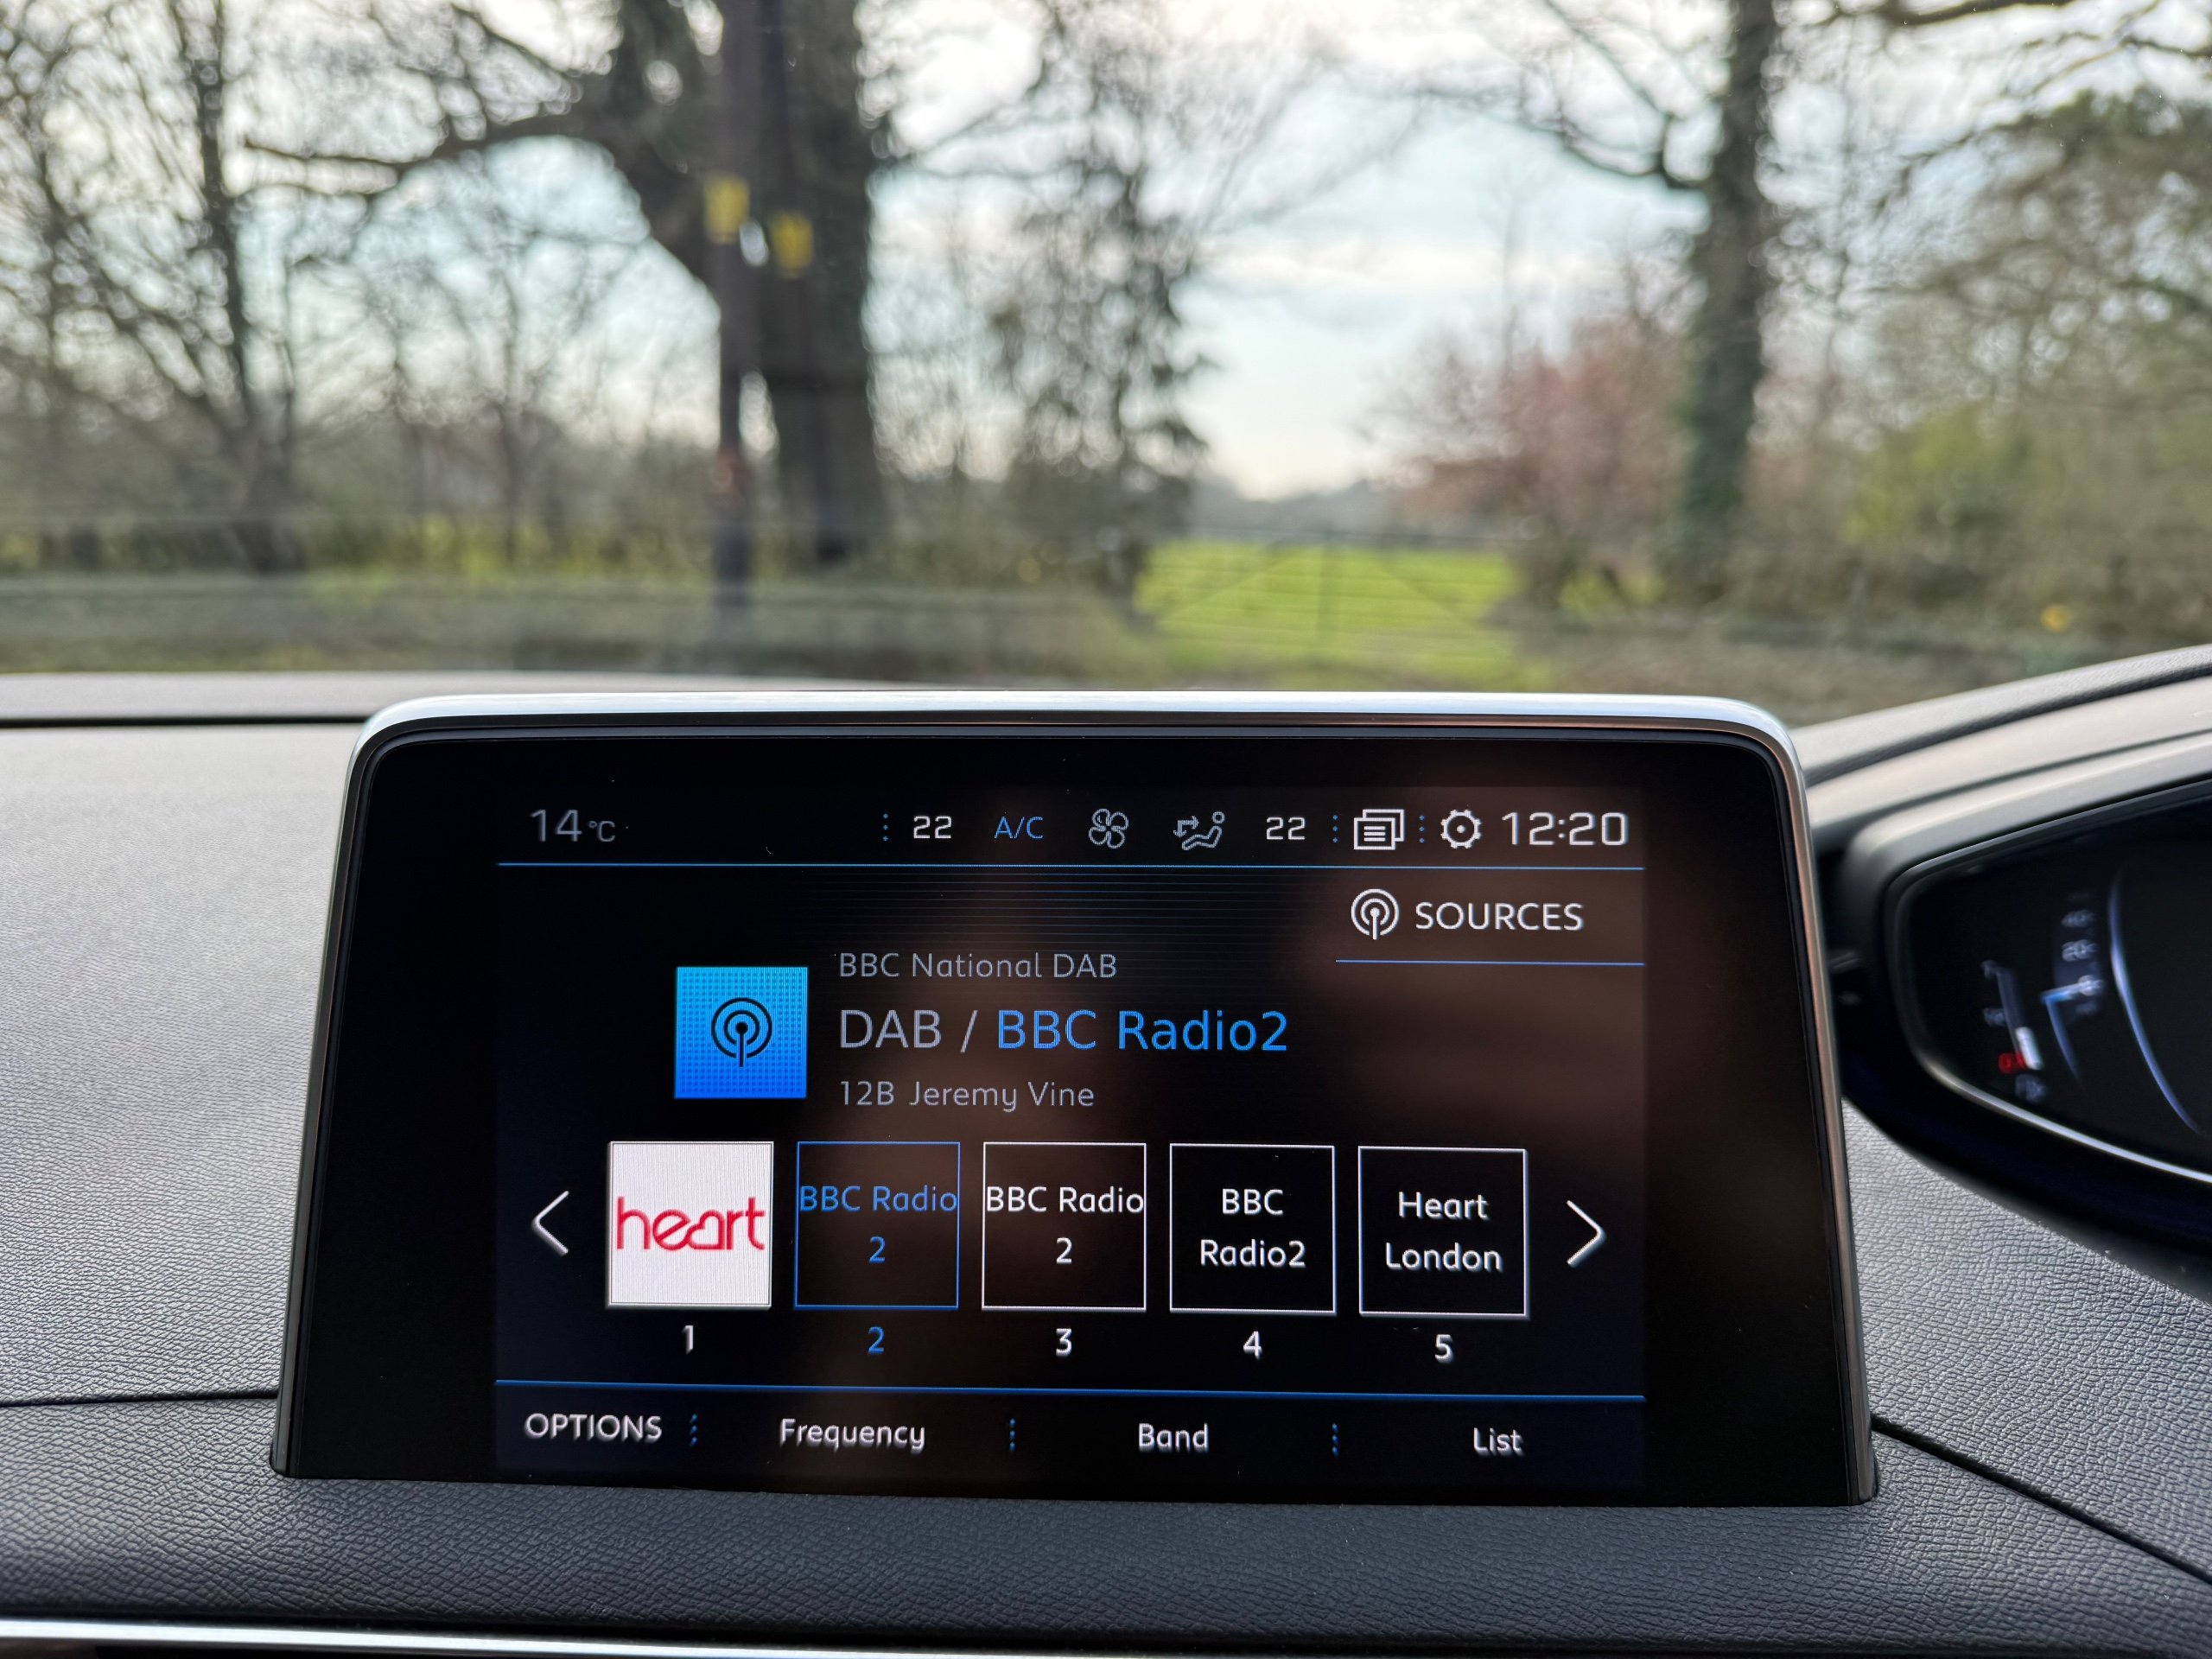 14 °C 22 A/C 22 12:20
SOURCES
BBC National DAB
DAB / BBC Radio2
12B Jeremy Vine
heart
BBC Radio
2
BBC Radio
2
BBC
Radio2
Heart
London
1 2 3 4 5
OPTIONS Frequency Band List